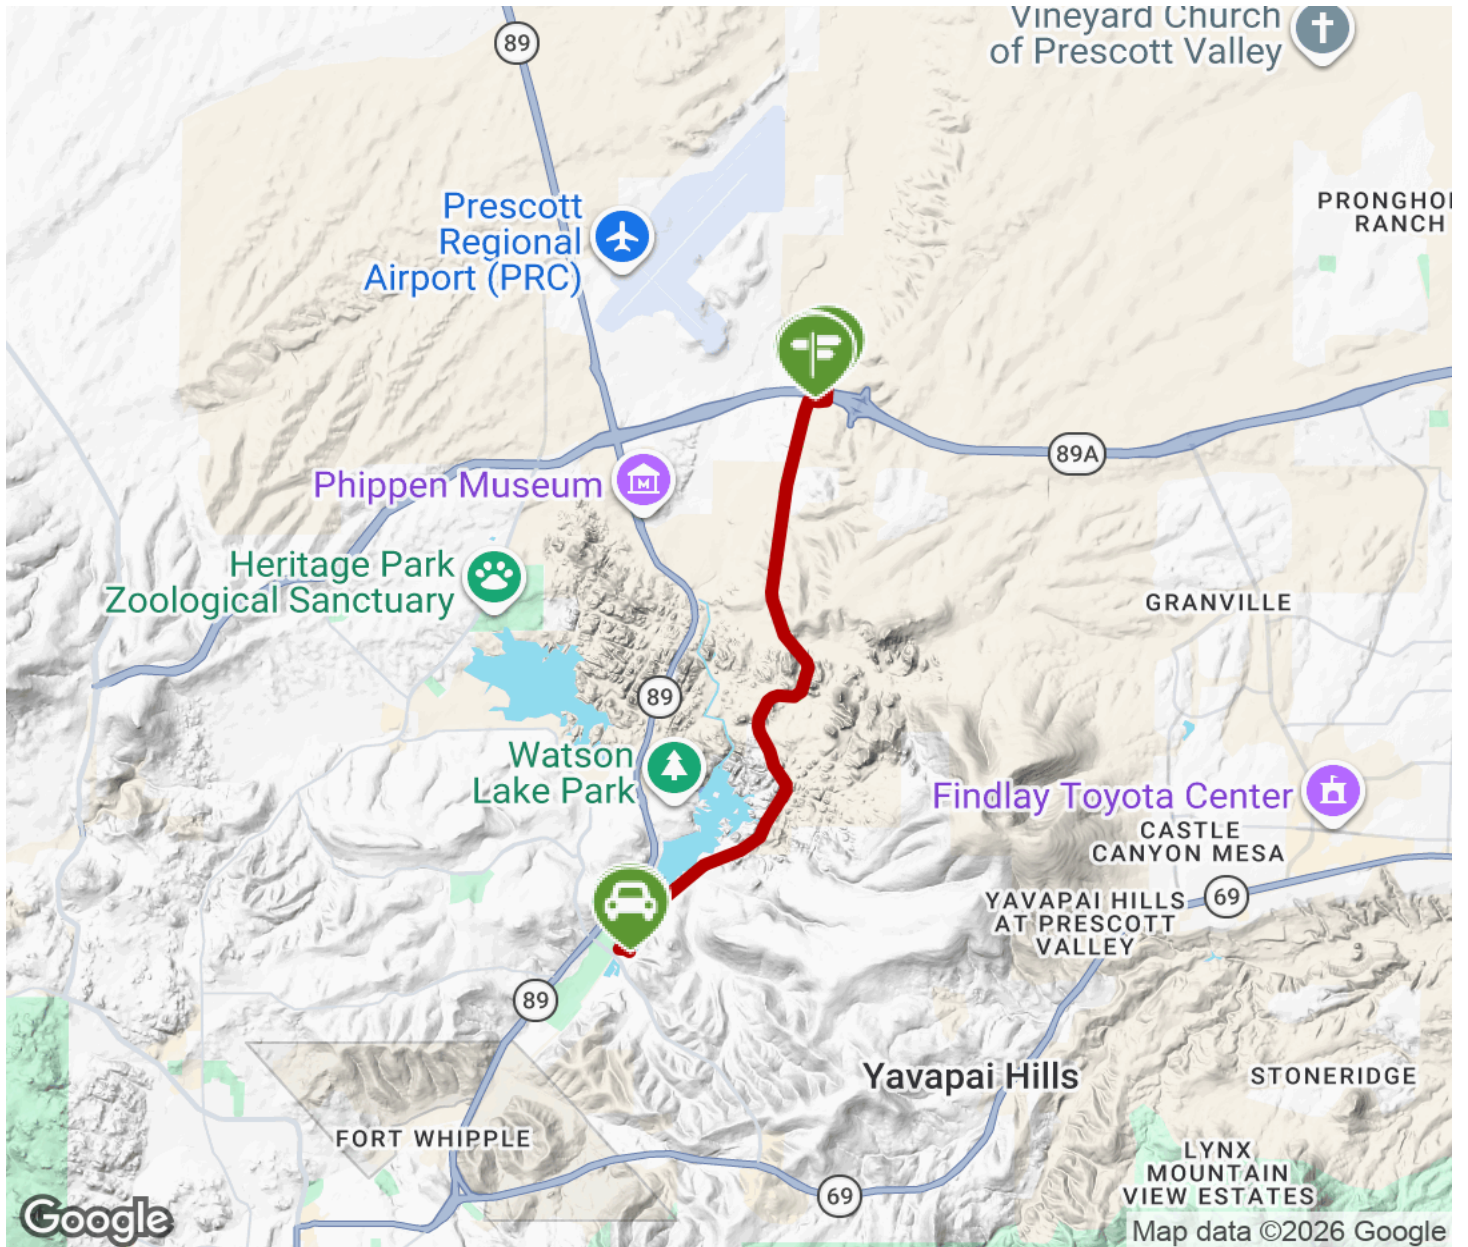 Vineyard Church
of Prescott Valley
89
Prescott
Regional
Airport (PRC)
PRONGHO
RANCH
89A
Phippen Museum
Heritage Park
Zoological Sanctuary
GRANVILLE
89
Watson
Lake Park
Findlay Toyota Center
CASTLE
CANYON MESA
69
YAVAPAI HILLS
AT PRESCOTT
VALLEY
89
Yavapai Hills
STONERIDGE
FORT WHIPPLE
LYNX
MOUNTAIN
VIEW ESTATES
69
Google
Map data ©2026 Google